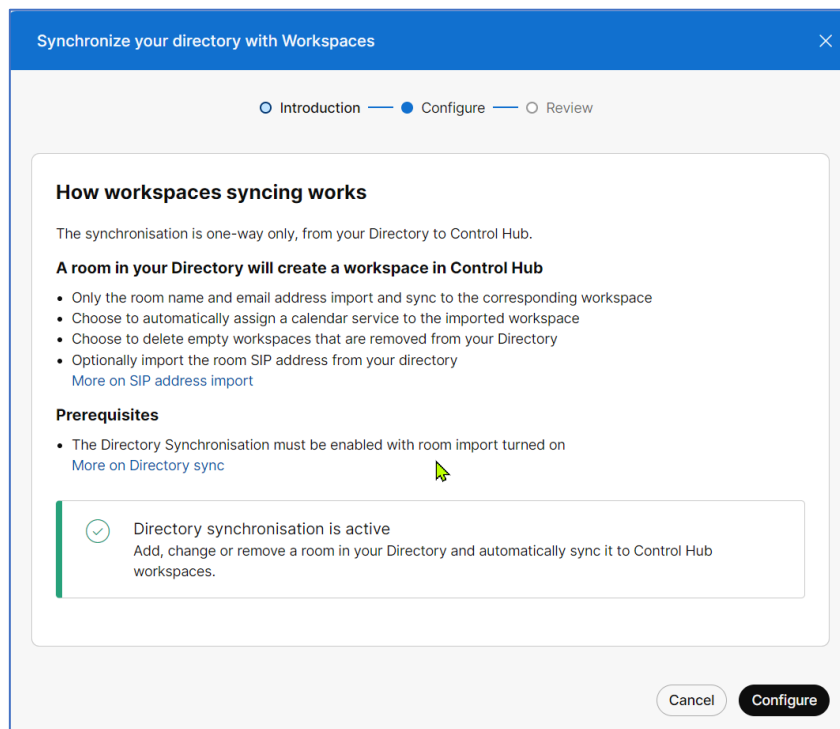 Synchronize your directory with Workspaces
Introduction
Configure
Review
How workspaces syncing works
The synchronisation is one-way only, from your Directory to Control Hub.
A room in your Directory will create a workspace in Control Hub
• Only the room name and email address import and sync to the corresponding workspace
• Choose to automatically assign a calendar service to the imported workspace
• Choose to delete empty workspaces that are removed from your Directory
• Optionally import the room SIP address from your directory
More on SIP address import
Prerequisites
• The Directory Synchronisation must be enabled with room import turned on
More on Directory sync
Directory synchronisation is active
Add, change or remove a room in your Directory and automatically sync it to Control Hub
workspaces.
Cancel
Configure